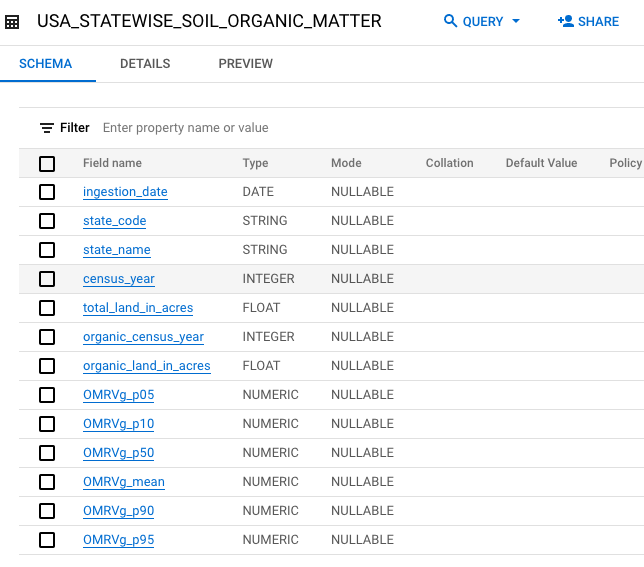 USA_STATEWISE_SOIL_ORGANIC_MATTER QUERY SHARE
SCHEMA DETAILS PREVIEW
Filter Enter property name or value
Field name Type Mode Collation Default Value Policy
ingestion_date DATE NULLABLE
state_code STRING NULLABLE
state_name STRING NULLABLE
census_year INTEGER NULLABLE
total_land_in_acres FLOAT NULLABLE
organic_census_year INTEGER NULLABLE
organic_land_in_acres FLOAT NULLABLE
OMRVg_p05 NUMERIC NULLABLE
OMRVg_p10 NUMERIC NULLABLE
OMRVg_p50 NUMERIC NULLABLE
OMRVg_mean NUMERIC NULLABLE
OMRVg_p90 NUMERIC NULLABLE
OMRVg_p95 NUMERIC NULLABLE